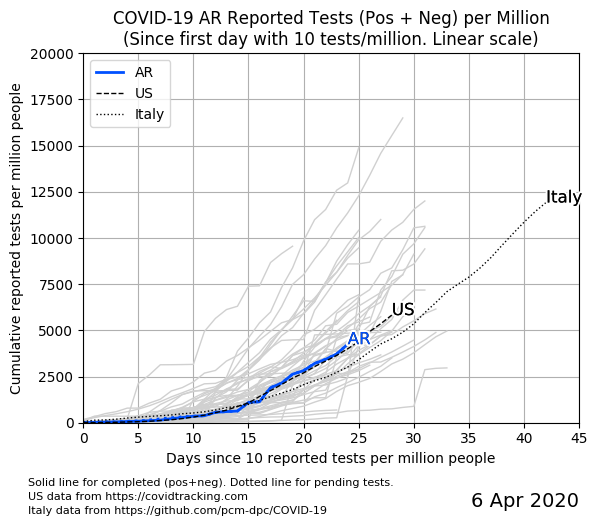 COVID-19 AR Reported Tests (Pos + Neg) per Million
(Since first day with 10 tests/million. Linear scale)
Cumulative reported tests per million people
20000
17500
15000
12500
10000
7500
5000
2500
0
AR
US
Italy
Italy
US
AR
0 5 10 15 20 25 30 35 40 45
Days since 10 reported tests per million people
Solid line for completed (pos+neg). Dotted line for pending tests.
US data from https://covidtracking.com
Italy data from https://github.com/pcm-dpc/COVID-19
6 Apr 2020